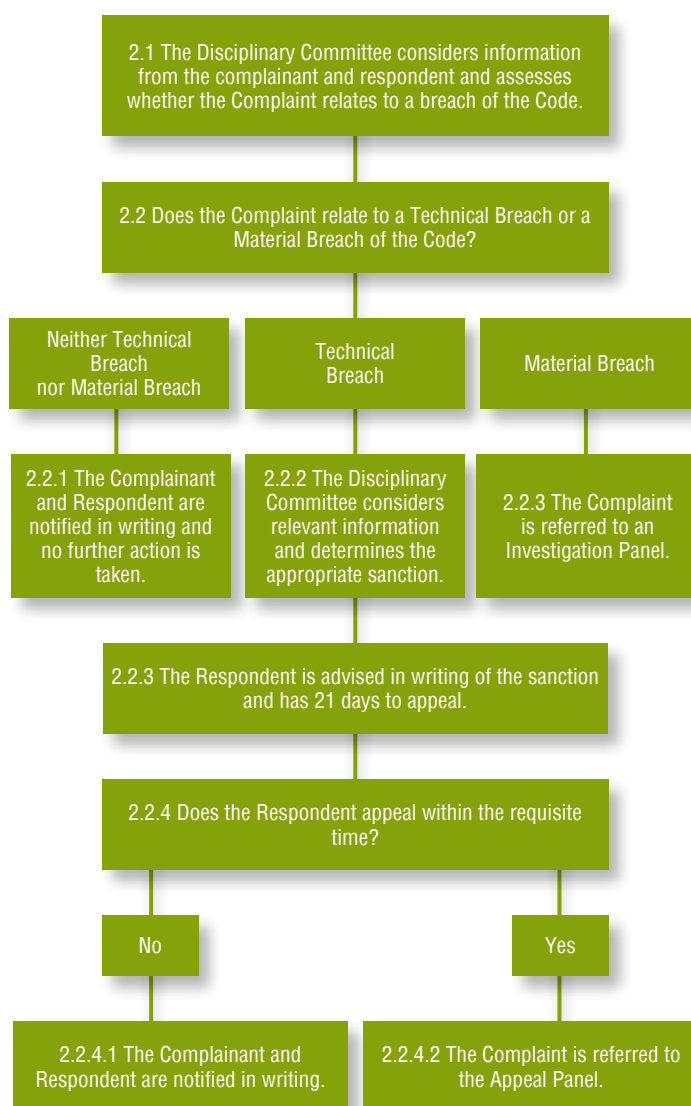 2.1 The Disciplinary Committee considers information
from the complainant and respondent and assesses
whether the Complaint relates to a breach of the Code.
2.2 Does the Complaint relate to a Technical Breach or a
Material Breach of the Code?
Neither Technical
Breach
nor Material Breach
Technical
Breach
Material Breach
2.2.1 The Complainant
and Respondent are
notified in writing and
no further action is
taken.
2.2.2 The Disciplinary
Committee considers
relevant information
and determines the
appropriate sanction.
2.2.3 The Complaint
is referred to an
Investigation Panel.
2.2.3 The Respondent is advised in writing of the sanction
and has 21 days to appeal.
2.2.4 Does the Respondent appeal within the requisite
time?
No
Yes
2.2.4.1 The Complainant and
Respondent are notified in writing.
2.2.4.2 The Complaint is referred to
the Appeal Panel.